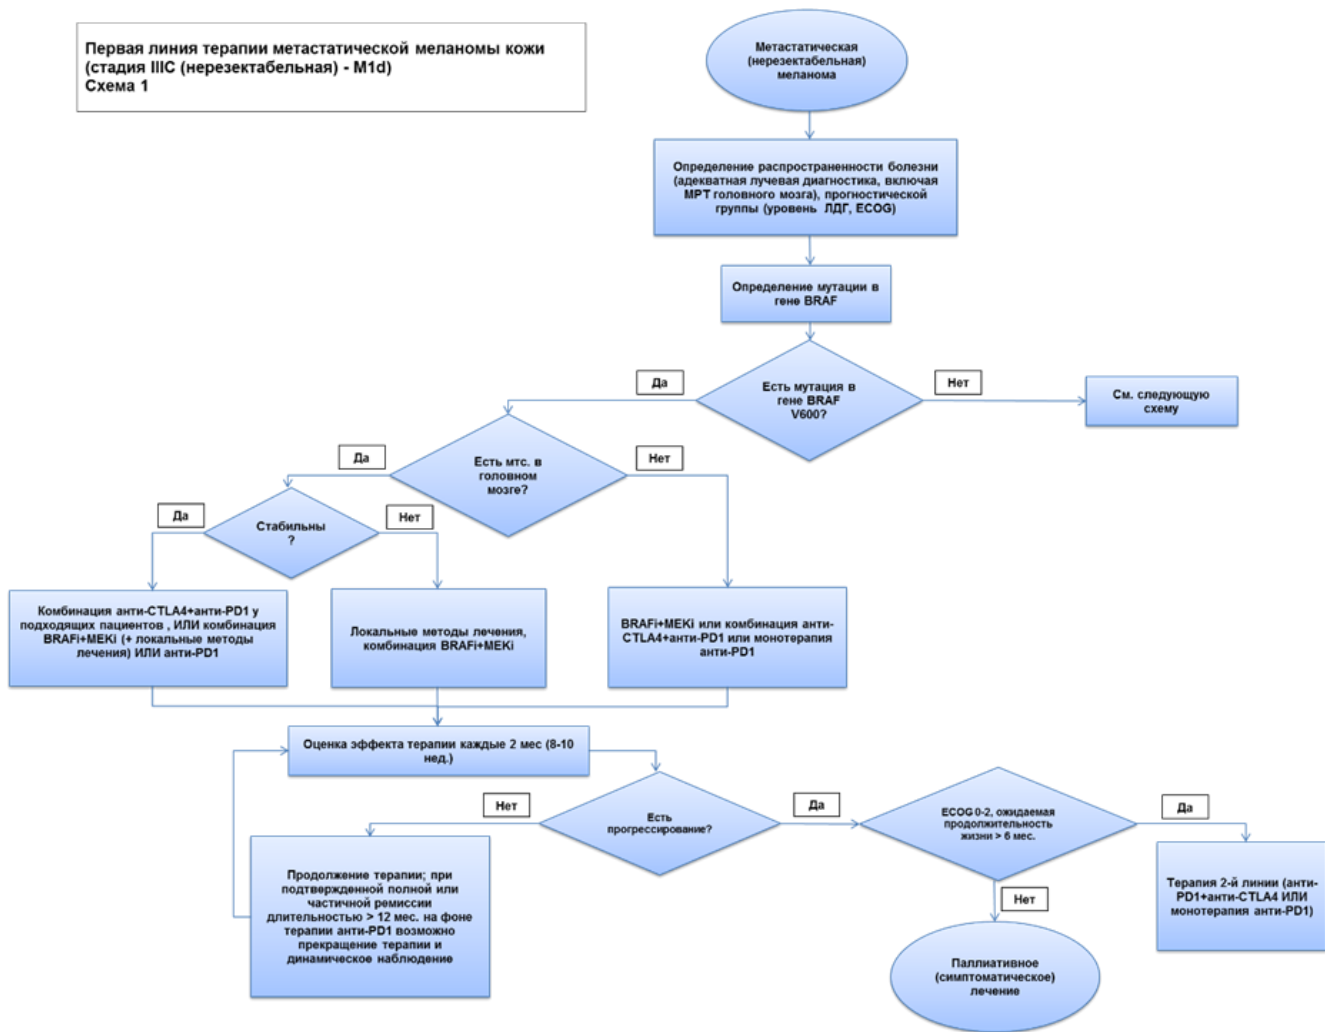 Первая линия терапии метастатической меланомы кожи
(стадия IIIC (нерезектабельная) - M1d)
Схема 1
Метастатическая
(нерезектабельная)
меланома
Определение распространенности болезни
(адекватная лучевая диагностика, включая
МРТ головного мозга), прогностической
группы (уровень ЛДГ, ECOG)
Определение мутации в
гене BRAF
Есть мутация в
гене BRAF
V600?
Да
Нет
См. следующую
схему
Есть мтс. в
головном
мозге?
Да
Нет
Стабильны
?
Да
Нет
Комбинация анти-CTLA4+анти-PD1 у
подходящих пациентов , ИЛИ комбинация
BRAFi+MEKi (+ локальные методы
лечения) ИЛИ анти-PD1
Локальные методы лечения,
комбинация BRAFi+MEKi
BRAFi+MEKi или комбинация анти-
CTLA4+анти-PD1 или монотерапия
анти-PD1
Оценка эффекта терапии каждые 2 мес (8-10
нед.)
Есть
прогрессирование?
Нет
Да
Продолжение терапии; при
подтвержденной полной или
частичной ремиссии
длительностью > 12 мес. на фоне
терапии анти-PD1 возможно
прекращение терапии и
динамическое наблюдение
ECOG 0-2, ожидаемая
продолжительность
жизни > 6 мес.
Да
Нет
Терапия 2-й линии (анти-
PD1+анти-CTLA4 ИЛИ
монотерапия анти-PD1)
Паллиативное
(симптоматическое)
лечение